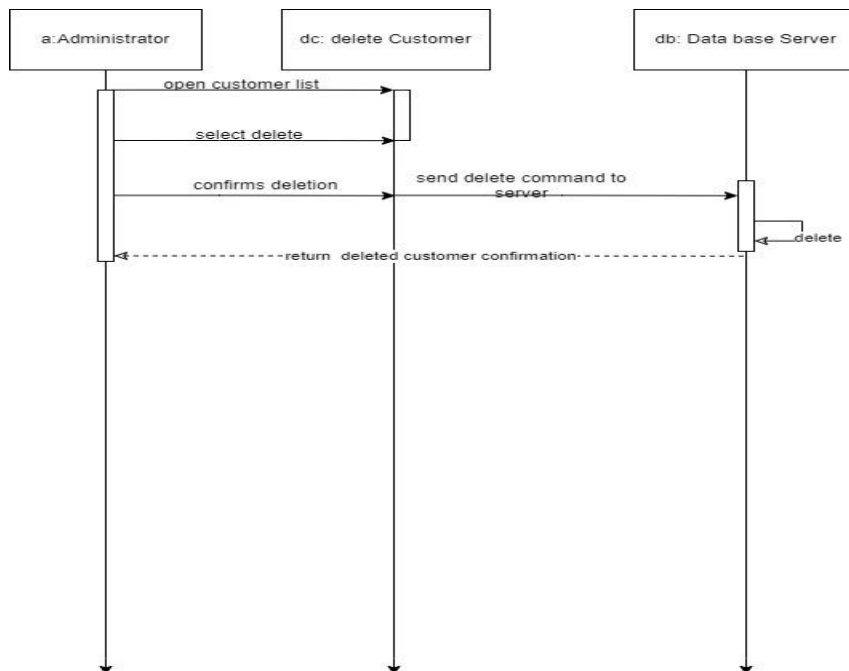 a:Administrator
dc: delete Customer
db: Data base Server
open customer list
select delete
confirms deletion
send delete command to
server
delete
return deleted customer confirmation